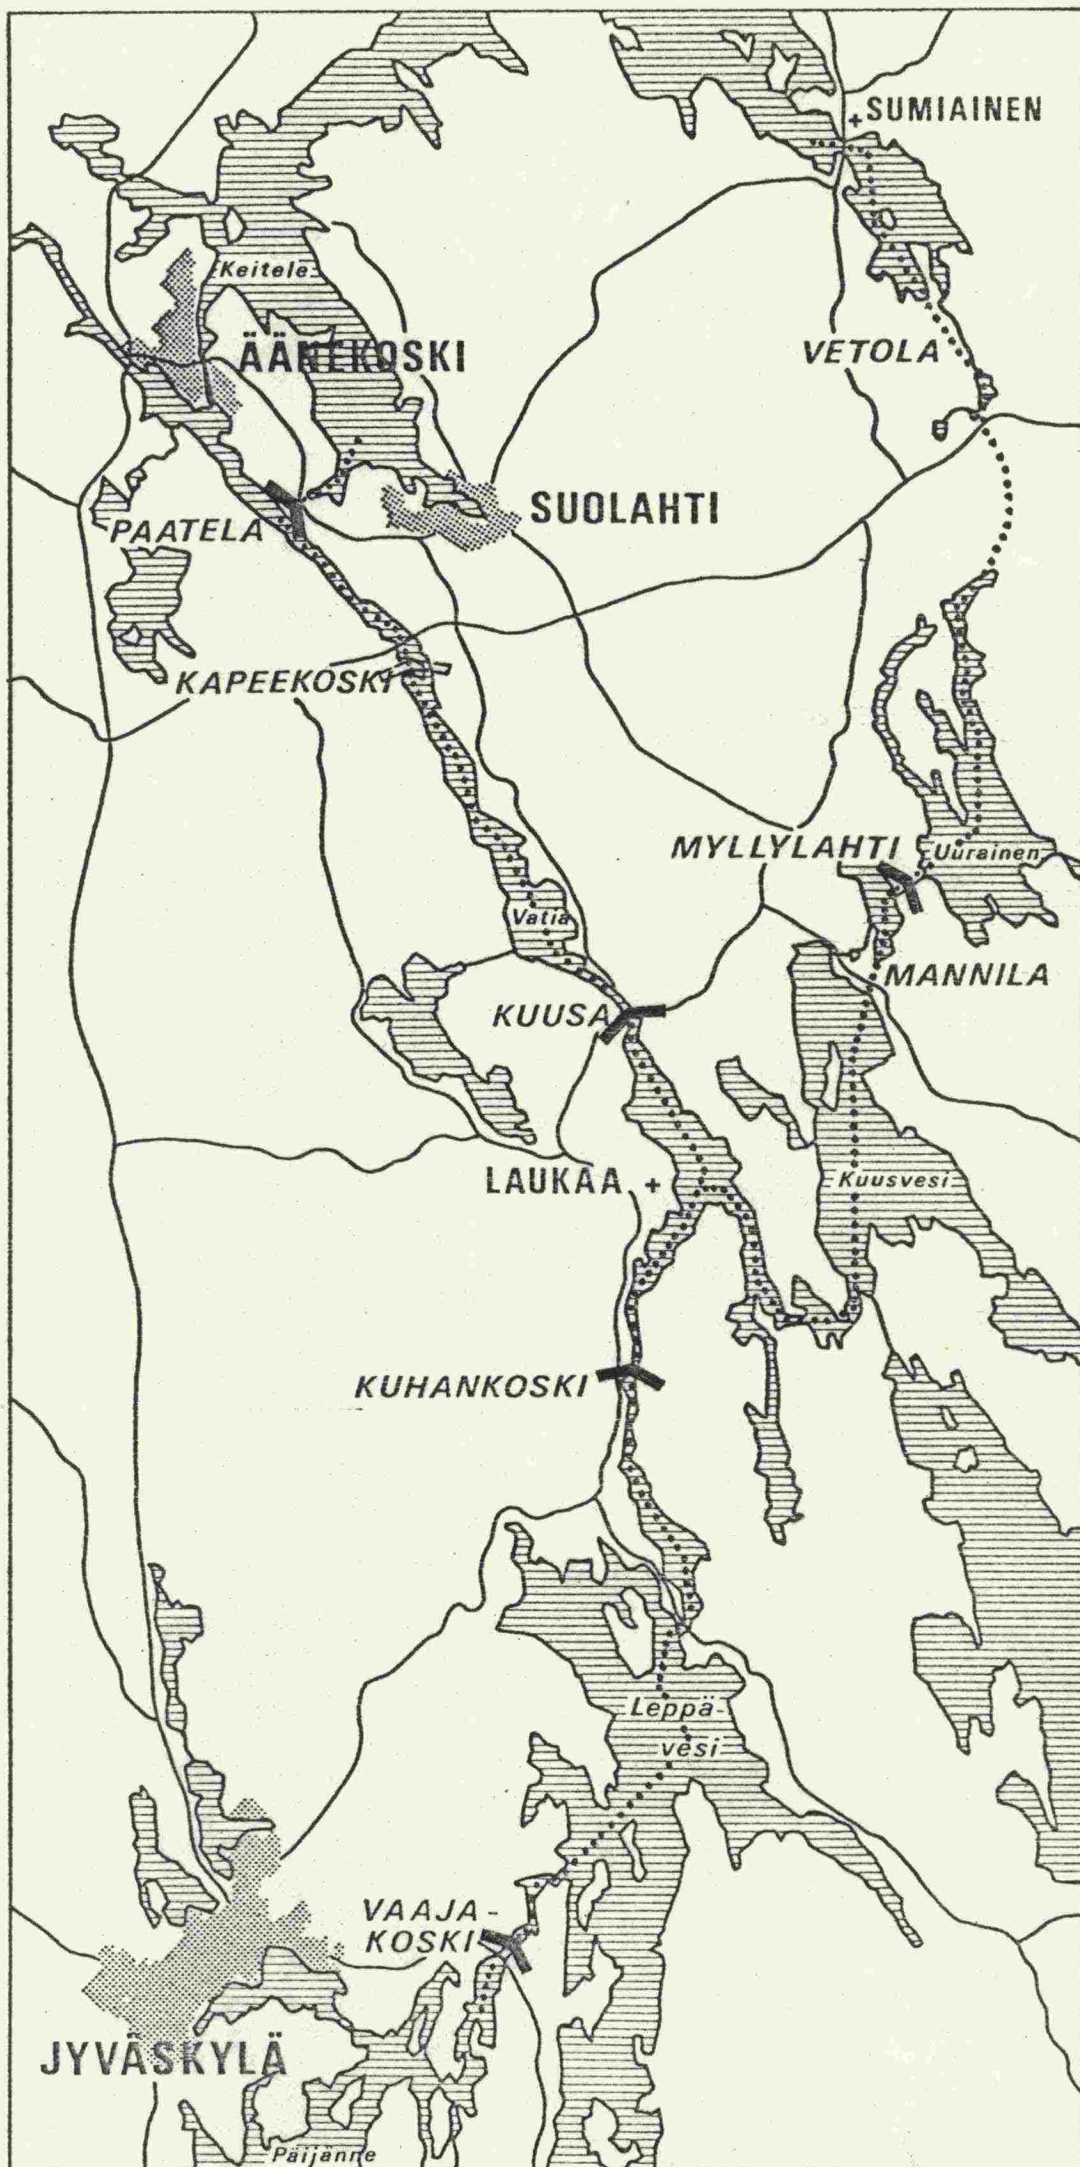 SUMIAINEN
Keitele
ÄÄNEKOSKI
VETOLA
SUOLAHTI
PAATELA
KAPEEKOSKI
MYLLYLAHTI
Uurainen
Vatia
MANNILA
KUUSA
LAUKAA
Kuusvesi
KUHANKOSKI
Leppä-
vesi
VAAJA-
KOSKI
JYVÄSKYLÄ
Päijänne